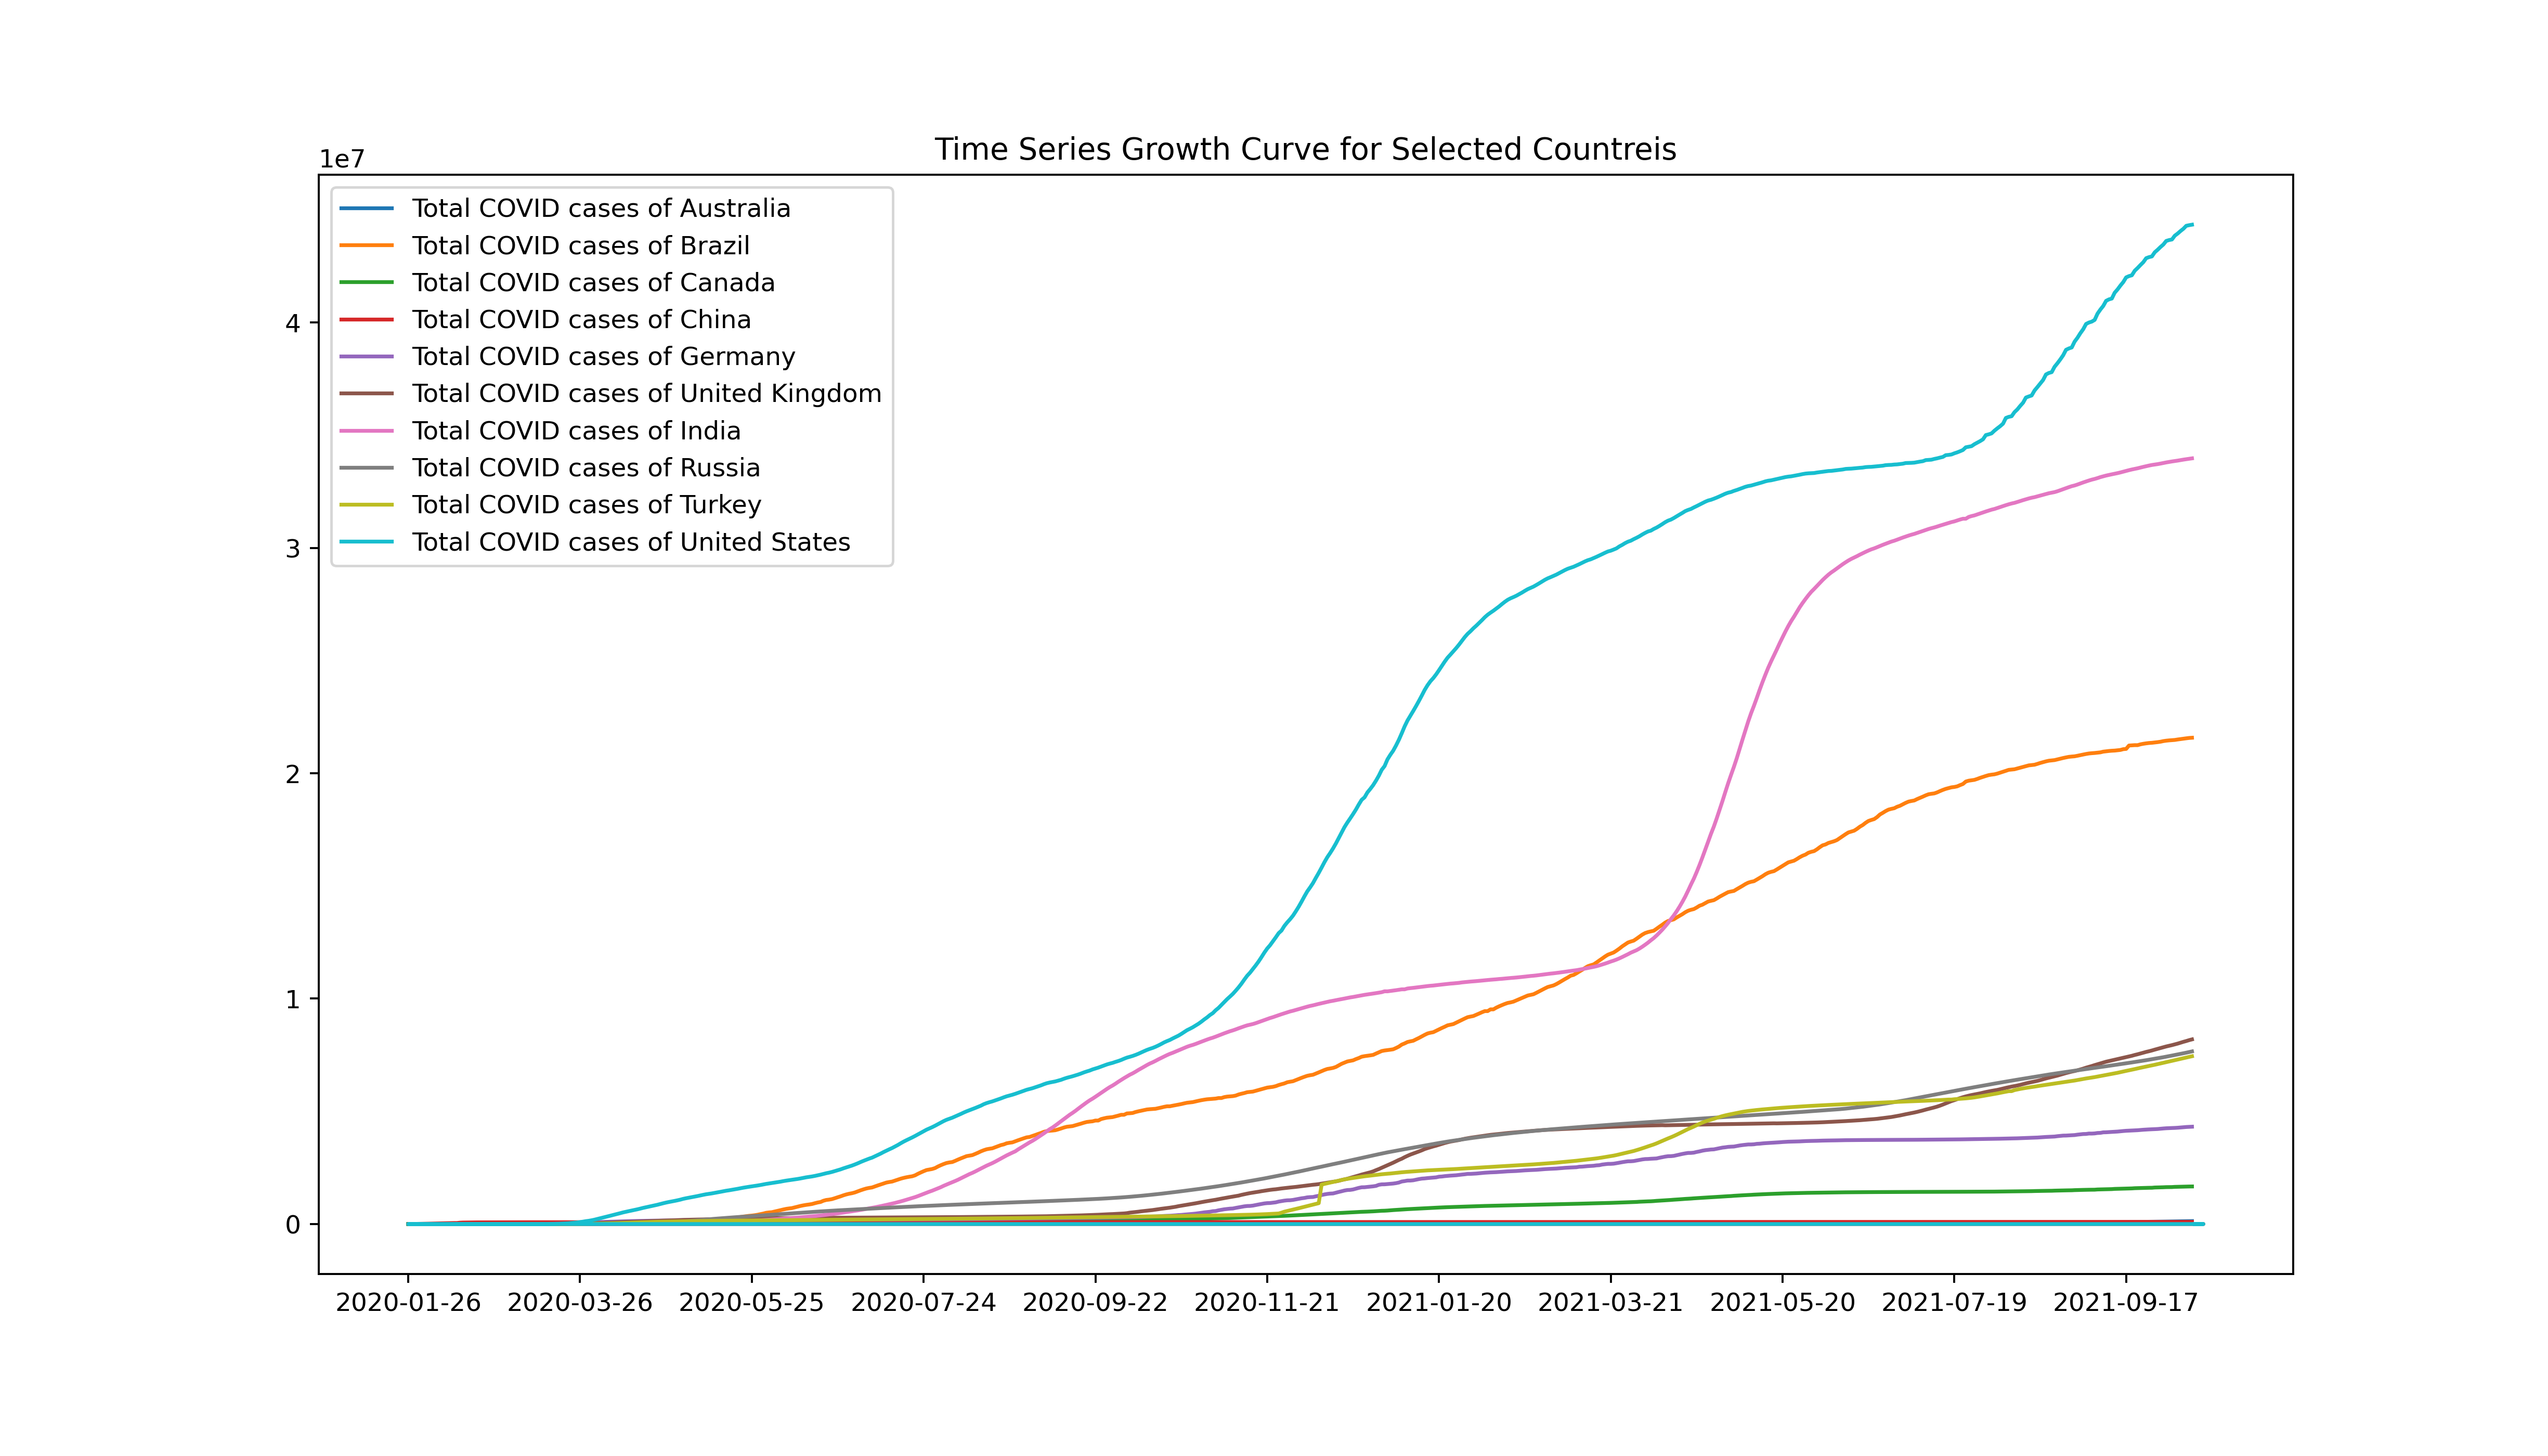 Time Series Growth Curve for Selected Countreis
1e7
Total COVID cases of Australia
Total COVID cases of Brazil
Total COVID cases of Canada
Total COVID cases of China
Total COVID cases of Germany
Total COVID cases of United Kingdom
Total COVID cases of India
Total COVID cases of Russia
Total COVID cases of Turkey
Total COVID cases of United States
4
3
2
1
0
2020-01-26 2020-03-26 2020-05-25 2020-07-24 2020-09-22 2020-11-21 2021-01-20 2021-03-21 2021-05-20 2021-07-19 2021-09-17